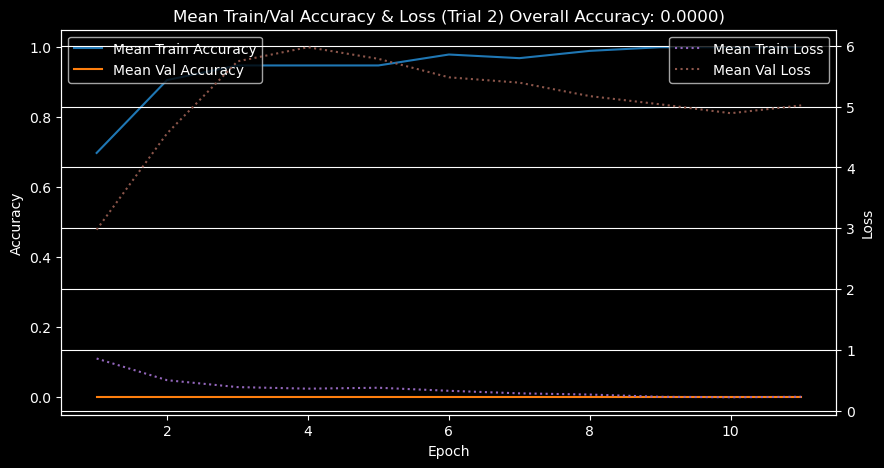 Mean Train/Val Accuracy & Loss (Trial 2) Overall Accuracy: 0.0000)
Mean Train Accuracy
Mean Val Accuracy
Mean Train Loss
Mean Val Loss
1.0
0.8
0.6
0.4
0.2
0.0
Accuracy
6
5
4
3
2
1
0
Loss
2 4 6 8 10
Epoch